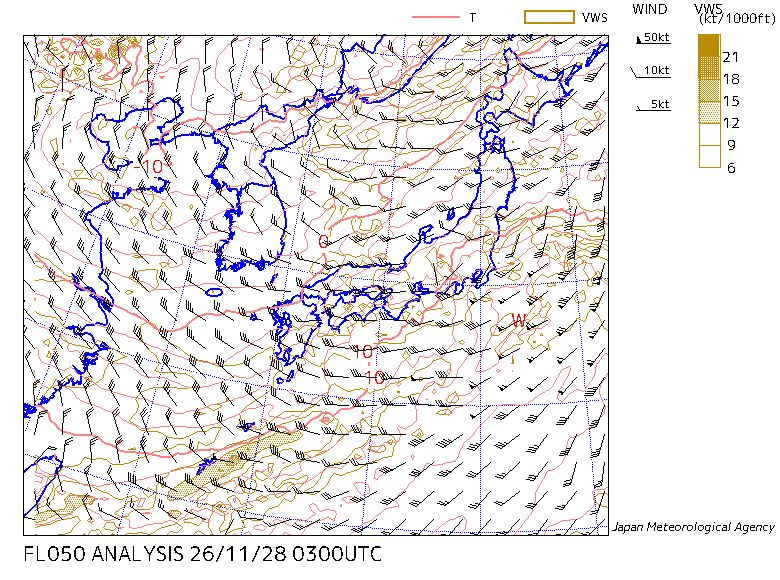 T VWS
WIND
50kt
10kt
5kt
VWS
(kt/1000ft)
21
18
15
12
9
6
-10
C
W
10
10
Japan Meteorological Agency
FL050 ANALYSIS 26/11/28 0300UTC